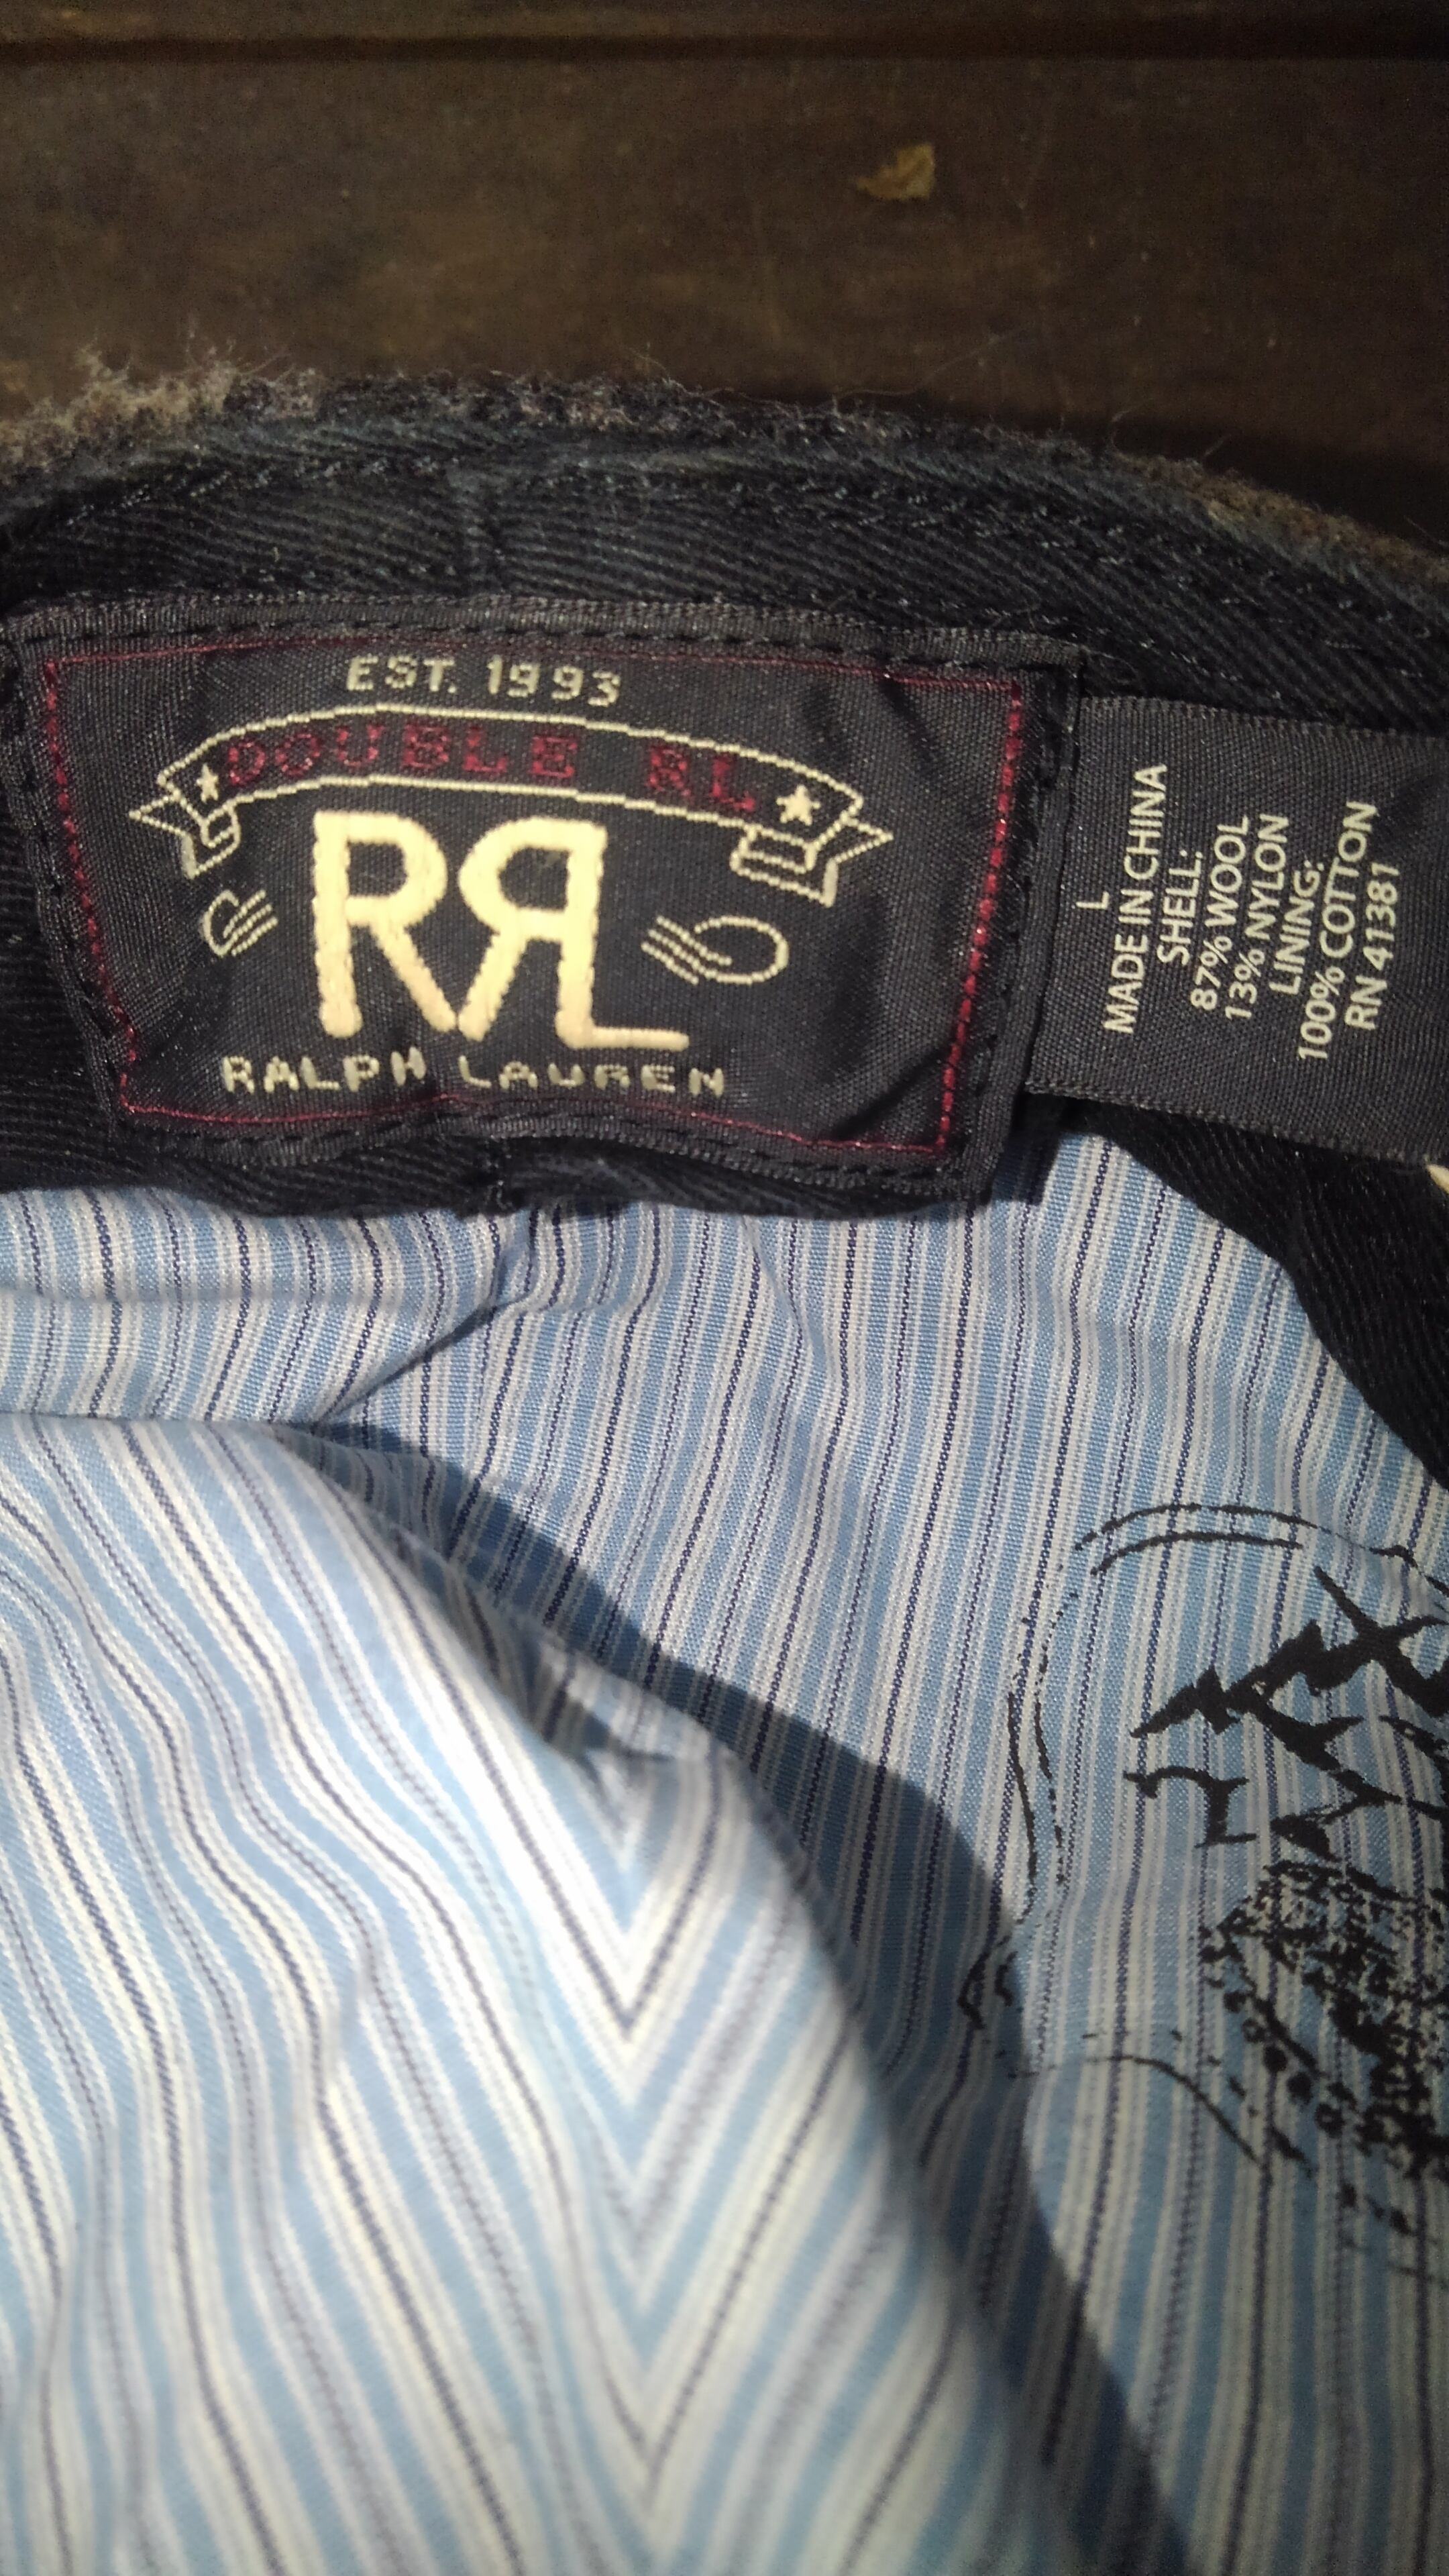 EST. 1993
DOUBLE RL
RRL
RALPH LAUREN
L
MADE IN CHINA
SHELL:
87% WOOL
13% NYLON
LINING:
100% COTTON
RN 41381